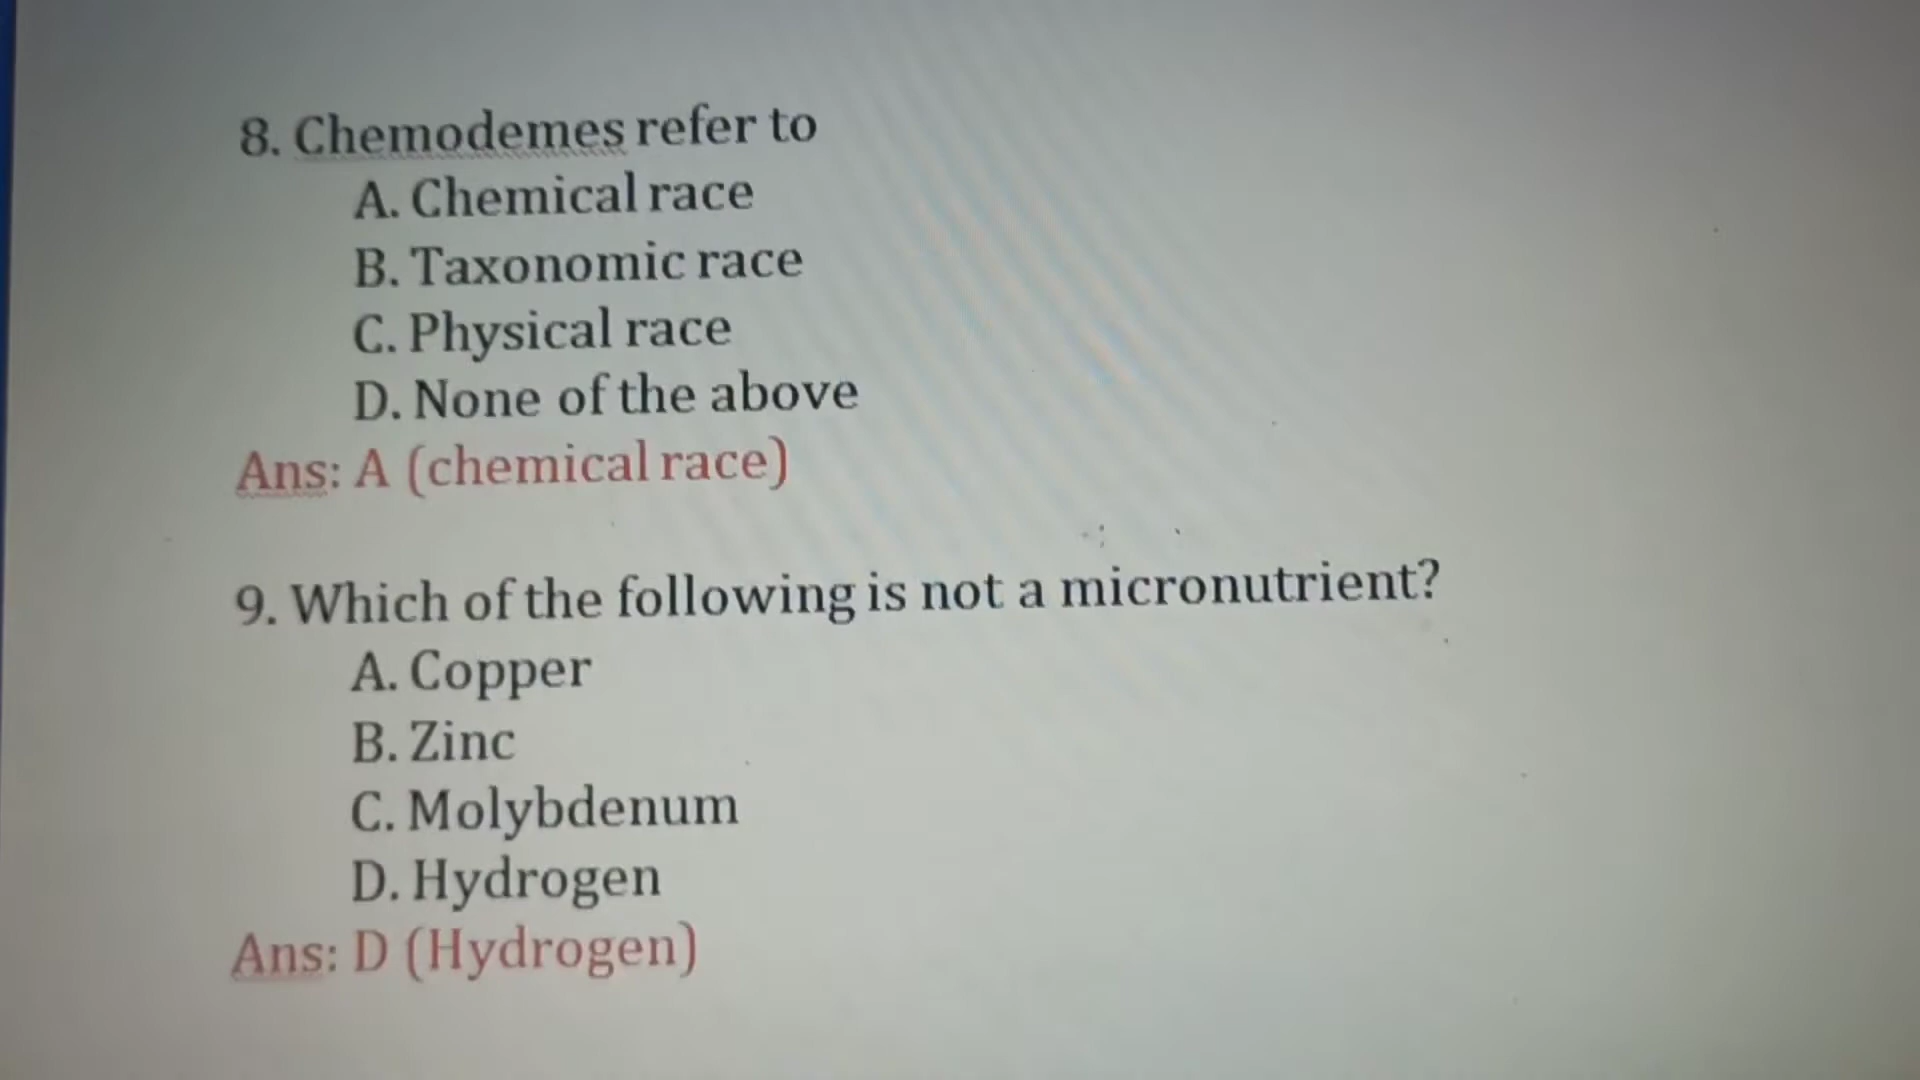 8. Chemodemes refer to
A. Chemical race
B. Taxonomic race
C. Physical race
D. None of the above
Ans: A (chemical race)
9. Which of the following is not a micronutrient?
A. Copper
B. Zinc
C. Molybdenum
D. Hydrogen
Ans: D (Hydrogen)